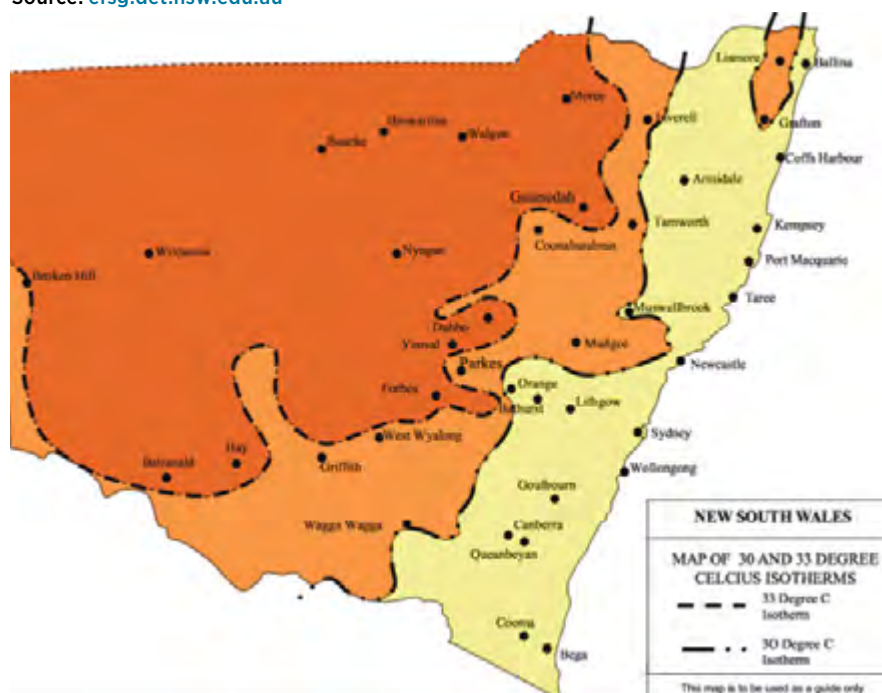 Source: ersg.det.nsw.edu.au
Lismore
Ballina
Moree
Inverell
Grafton
Brewarrina
Walgett
Bourke
Coffs Harbour
Armidale
Gunnedah
Tamworth
Kempsey
Coonabarabran
Wilcannia
Nyngan
Port Macquarie
Broken Hill
Taree
Muswellbrook
Dubbo
Yeoval
Mudgee
Parkes
Newcastle
Orange
Forbes
Bathurst
Lithgow
Sydney
West Wyalong
Hay
Griffith
Balranald
Wollongong
Goulbourn
Wagga Wagga
Canberra
Queanbeyan
Cooma
Bega
NEW SOUTH WALES
MAP OF 30 AND 33 DEGREE
CELCIUS ISOTHERMS
33 Degree C
Isotherm
3O Degree C
Isotherm
This map is to be used as a guide only